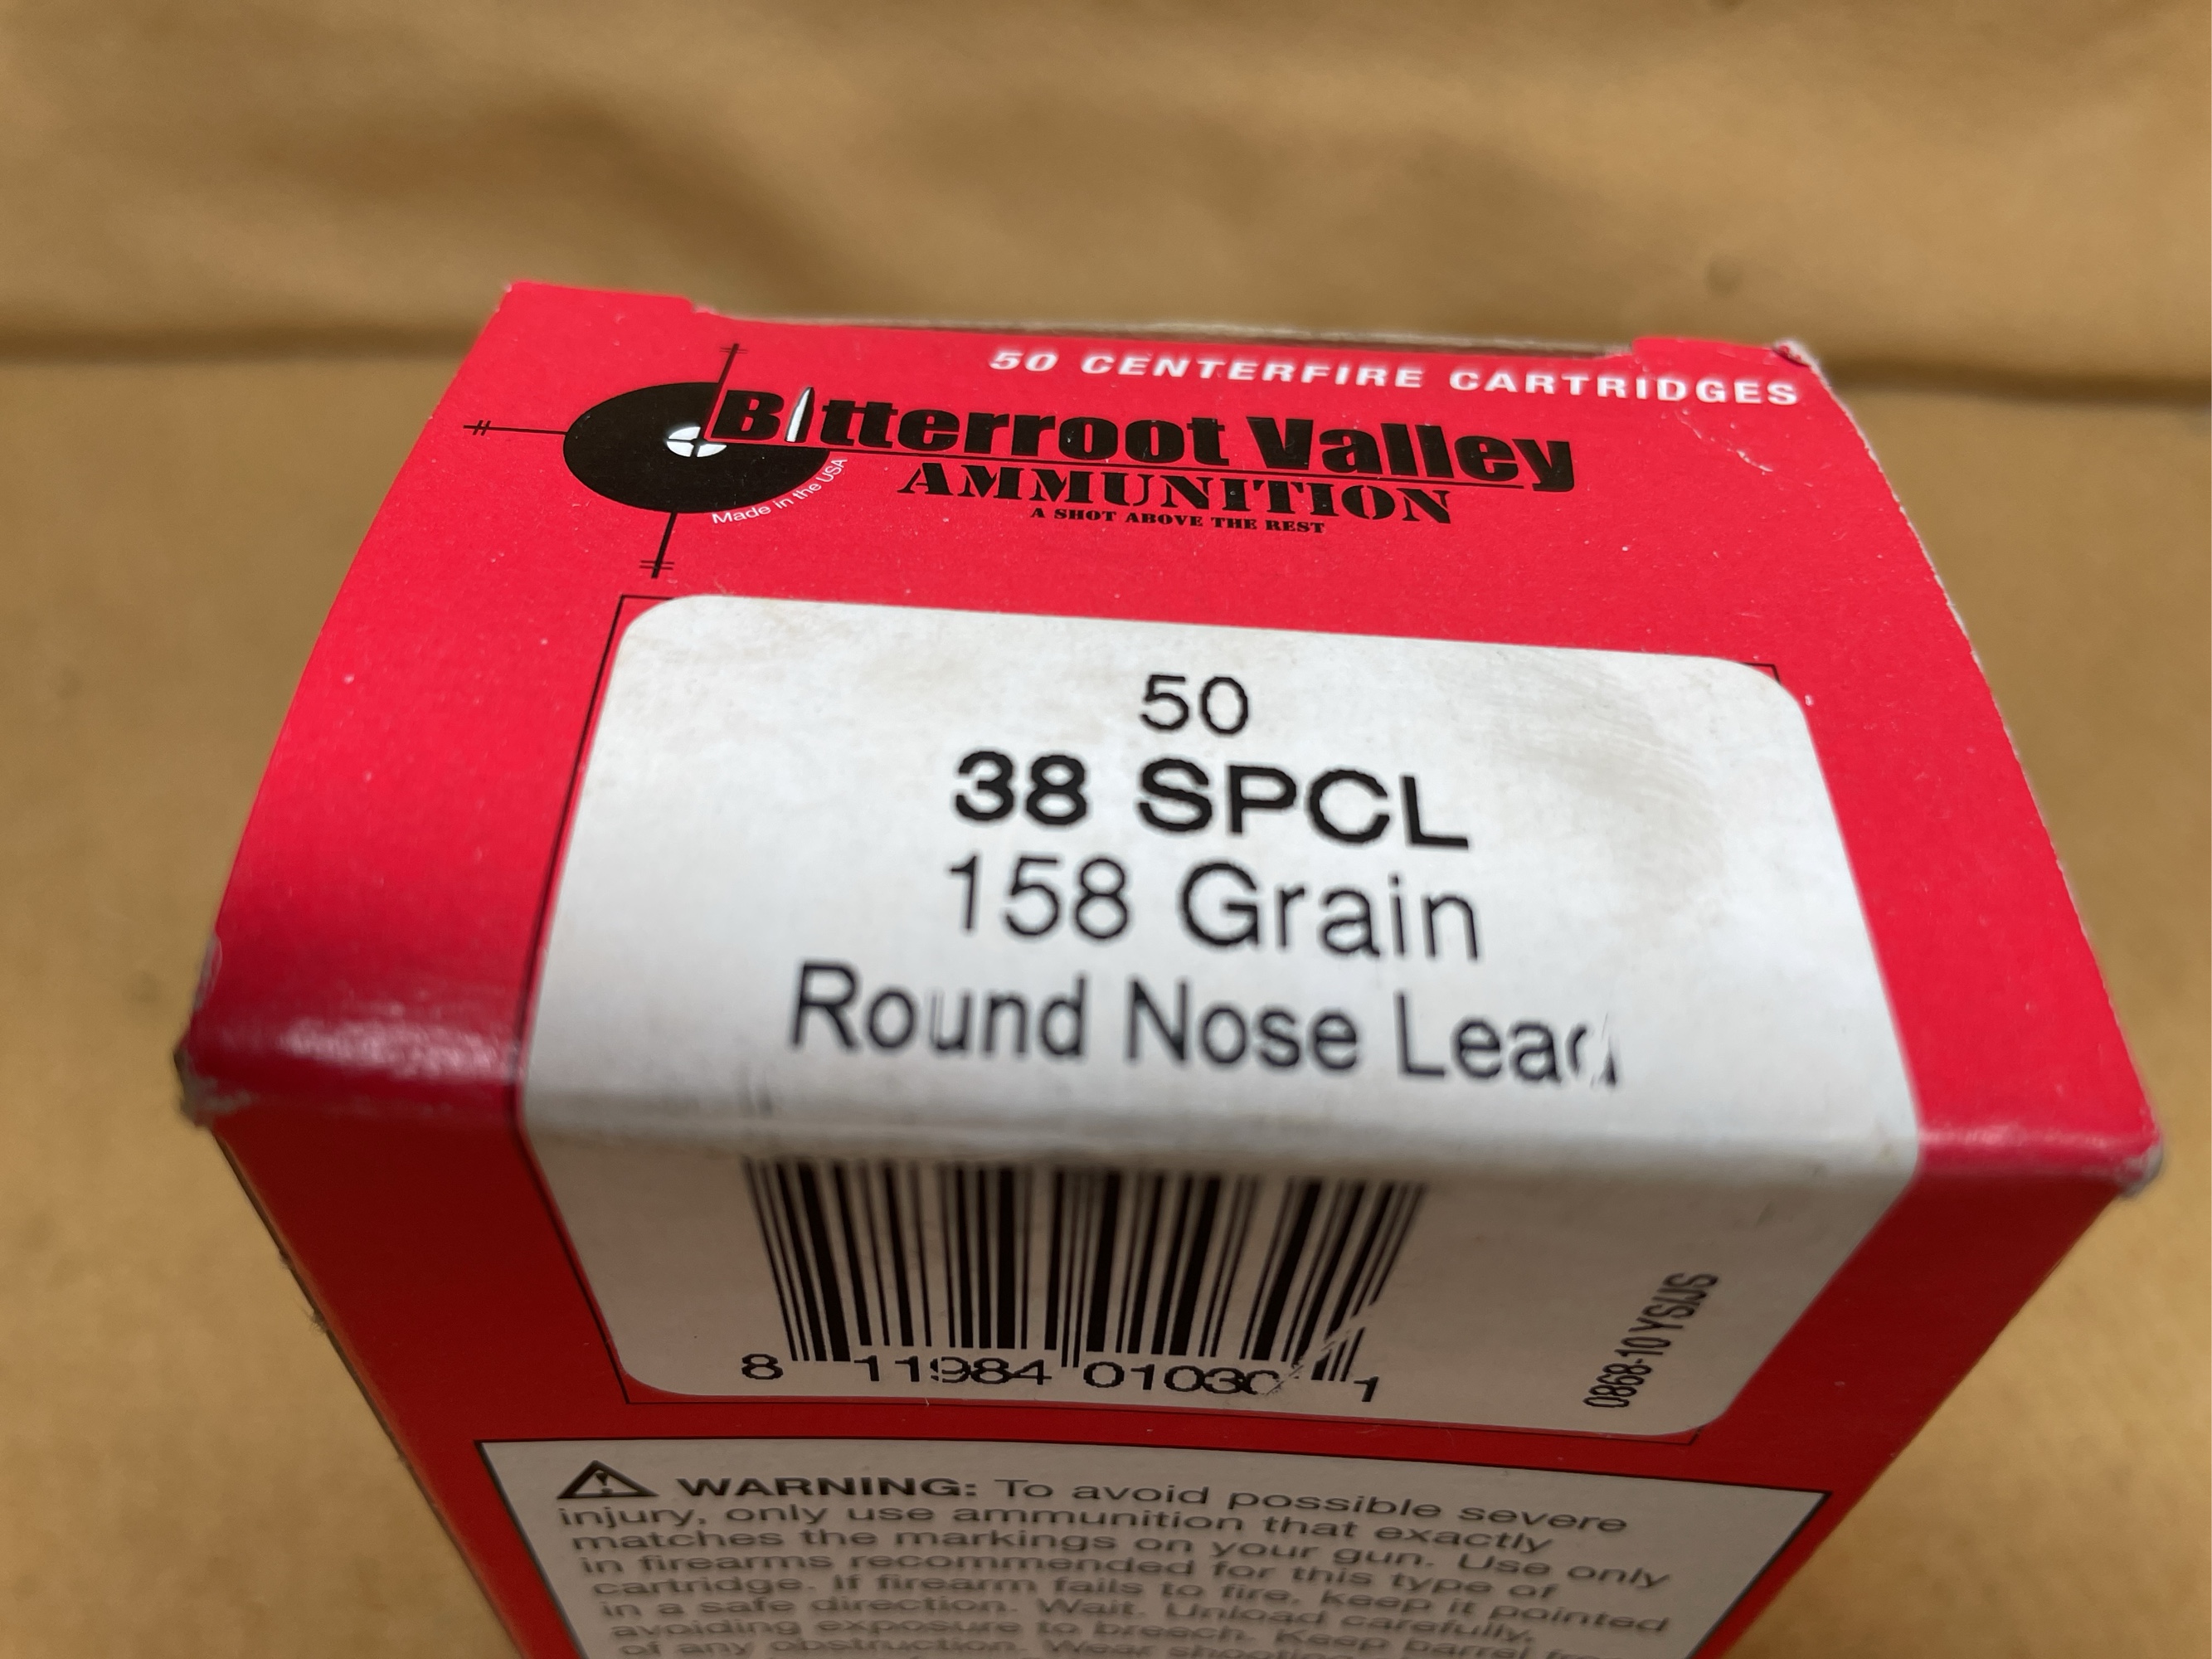 50 CENTERFIRE CARTRIDGES
Bitterroot Valley
AMMUNITION
A SHOT ABOVE THE REST
Made in the USA
50
38 SPCL
158 Grain
Round Nose Lead
8 11984 01030 1
0868-10 YS/JS
WARNING: To avoid possible severe
injury, only use ammunition that exactly
matches the markings on your gun. Use only
in firearms recommended for this type of
cartridge. If firearm fails to fire, keep it pointed
in a safe direction. Wait. Unload carefully,
avoiding exposure to breech. Keep barrel
of any obstruction. Wear